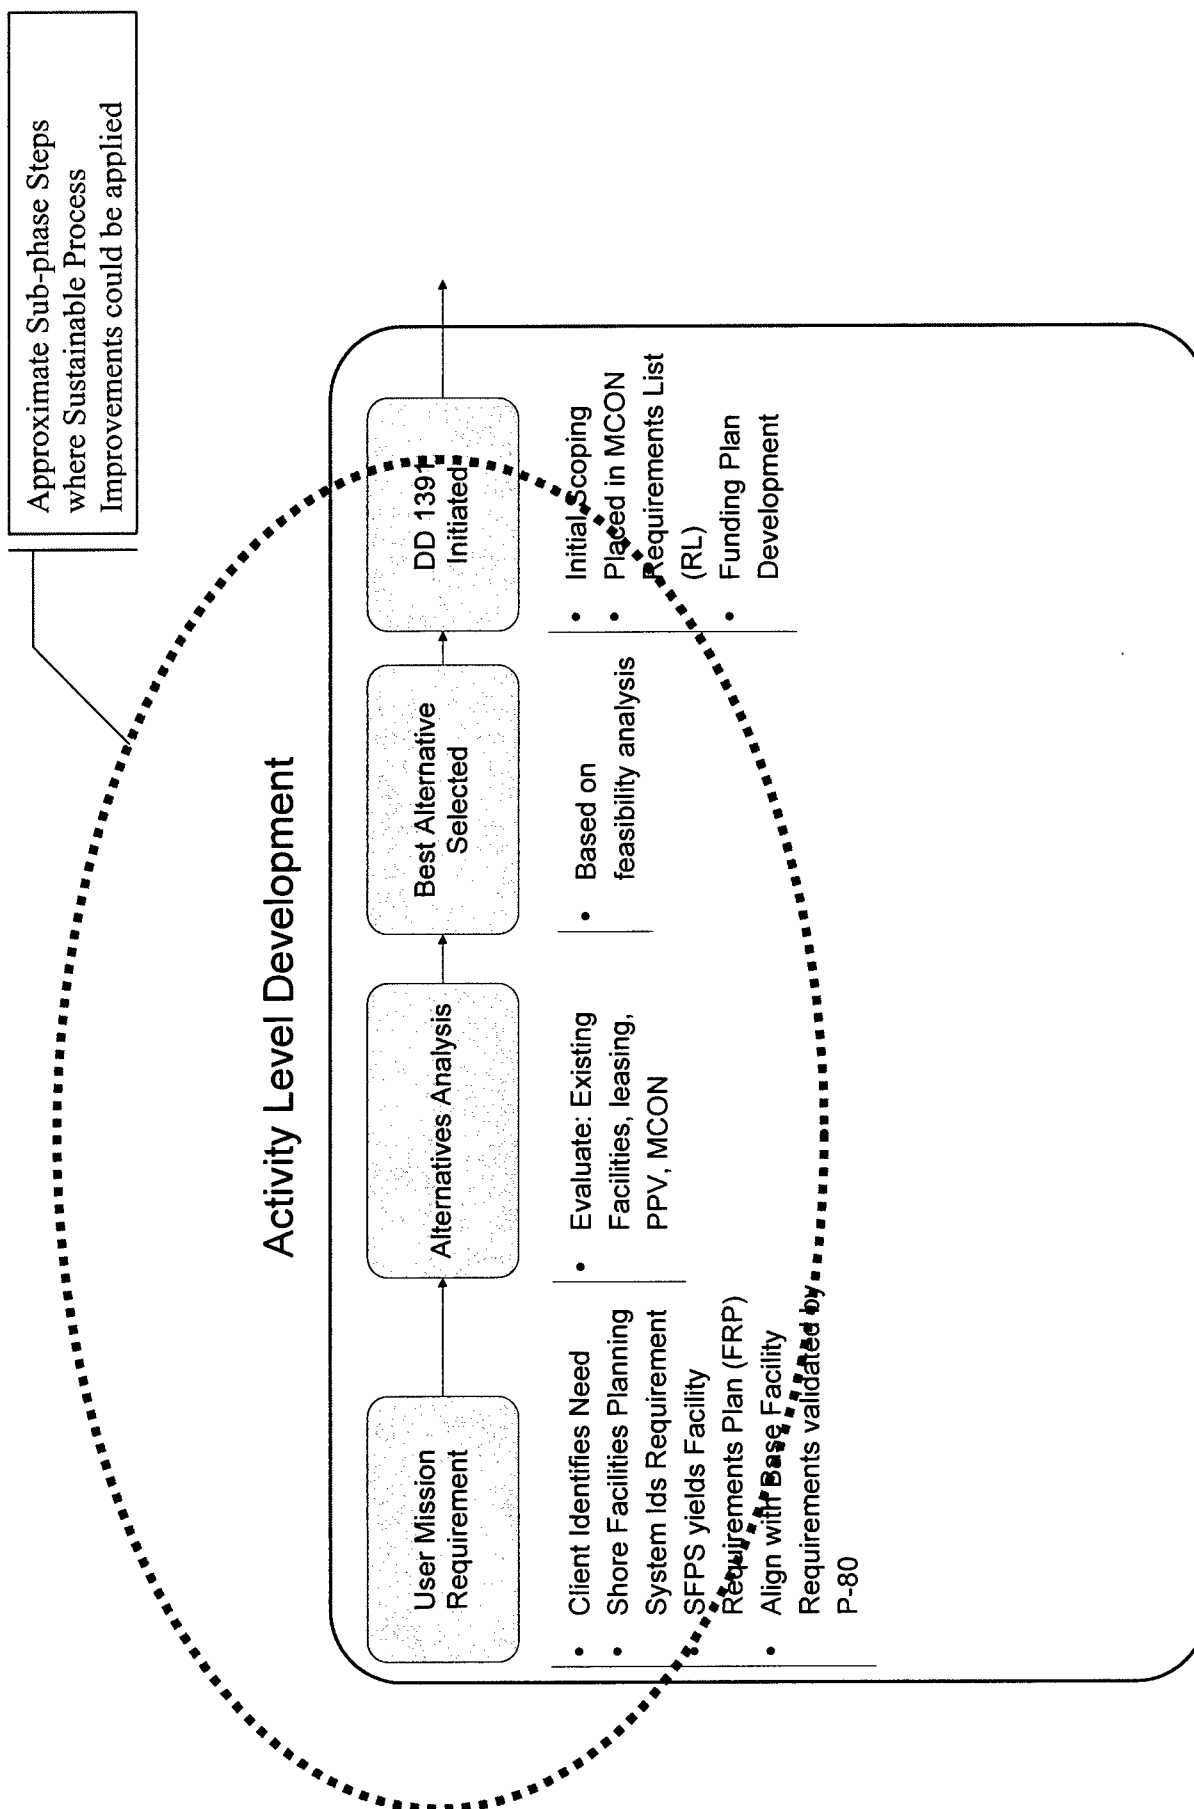 Approximate Sub-phase Steps
where Sustainable Process
Improvements could be applied
Activity Level Development
User Mission
Requirement
Alternatives Analysis
Best Alternative
Selected
DD 1391
Initiated
• Client Identifies Need
• Shore Facilities Planning
System Ids Requirement
• SFPS yields Facility
Requirements Plan (FRP)
• Align with Base Facility
Requirements validated by
P-80
• Evaluate: Existing
Facilities, leasing,
PPV, MCON
• Based on
feasibility analysis
• Initial Scoping
• Placed in MCON
Requirements List
(RL)
• Funding Plan
Development